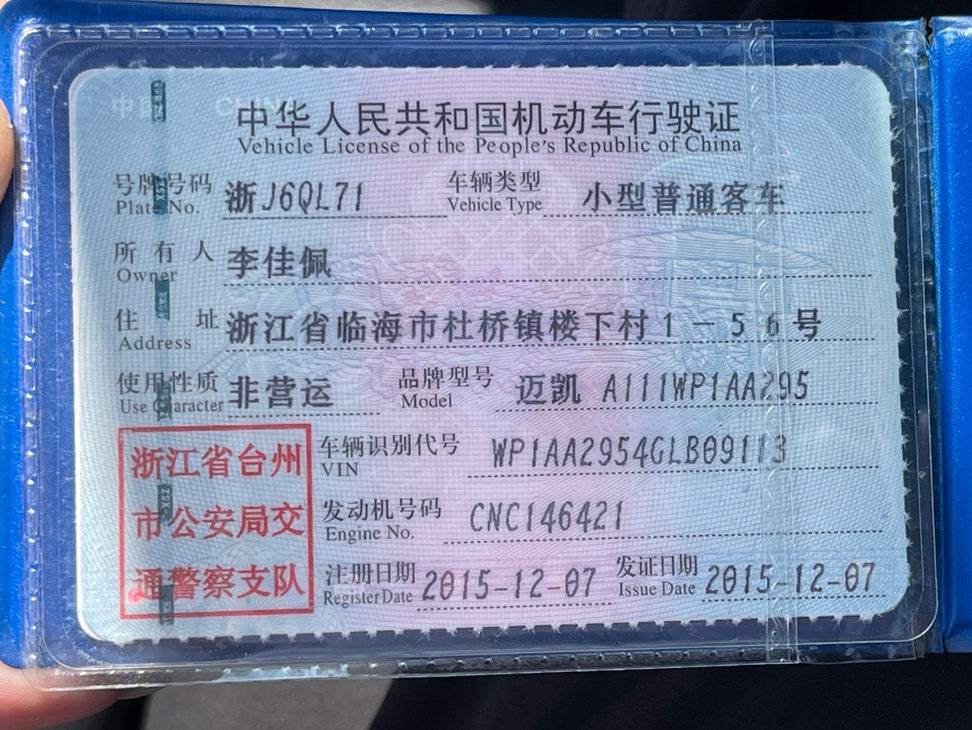 中华人民共和国机动车行驶证
Vehicle License of the People's Republic of China
号牌号码 浙J6QL71 车辆类型 小型普通客车
Plate No. Vehicle Type
所有人 李佳佩
Owner
住址 浙江省临海市杜桥镇楼下村1-56号
Address
使用性质 非营运 品牌型号 迈凯 A111WP1AA295
Use Character Model
浙江省台州 车辆识别代号 WP1AA2954GLB09113
VIN
市公安局交 发动机号码 CNC146421
Engine No.
通警察支队 注册日期 2015-12-07 发证日期 2015-12-07
Register Date Issue Date